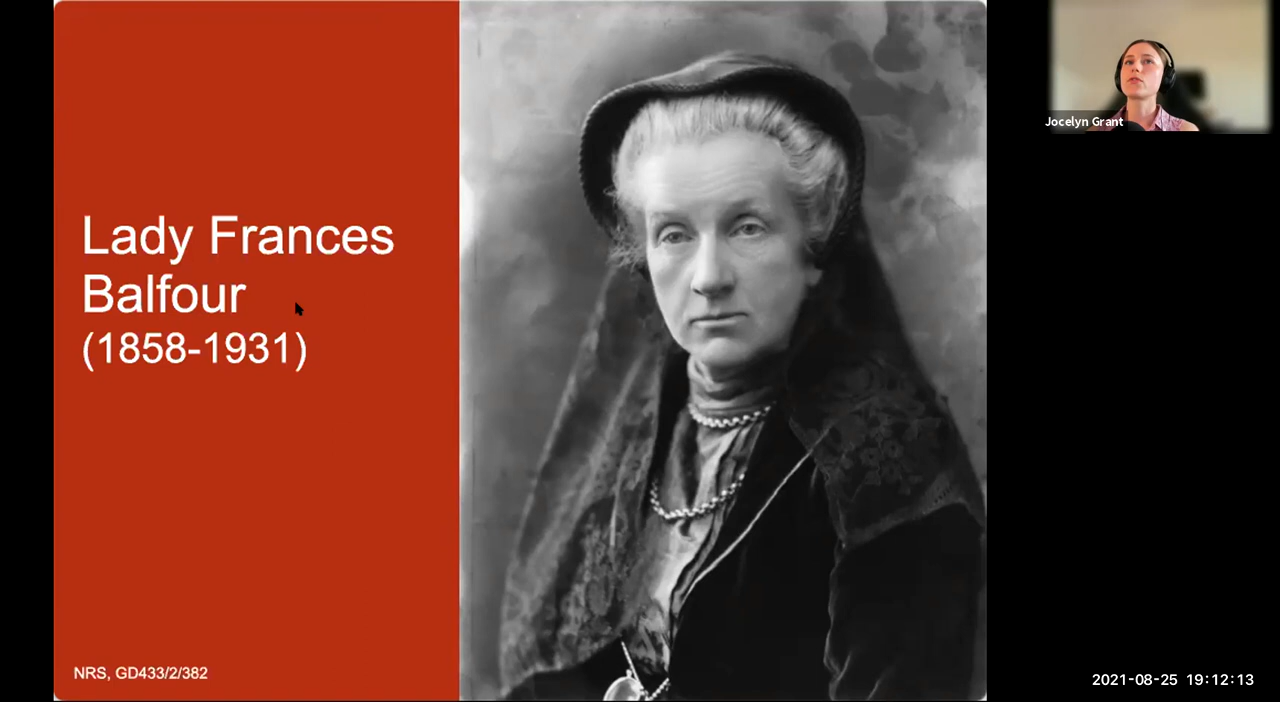 Lady Frances
Balfour
(1858-1931)
NRS, GD433/2/382
Jocelyn Grant
2021-08-25 19:12:13